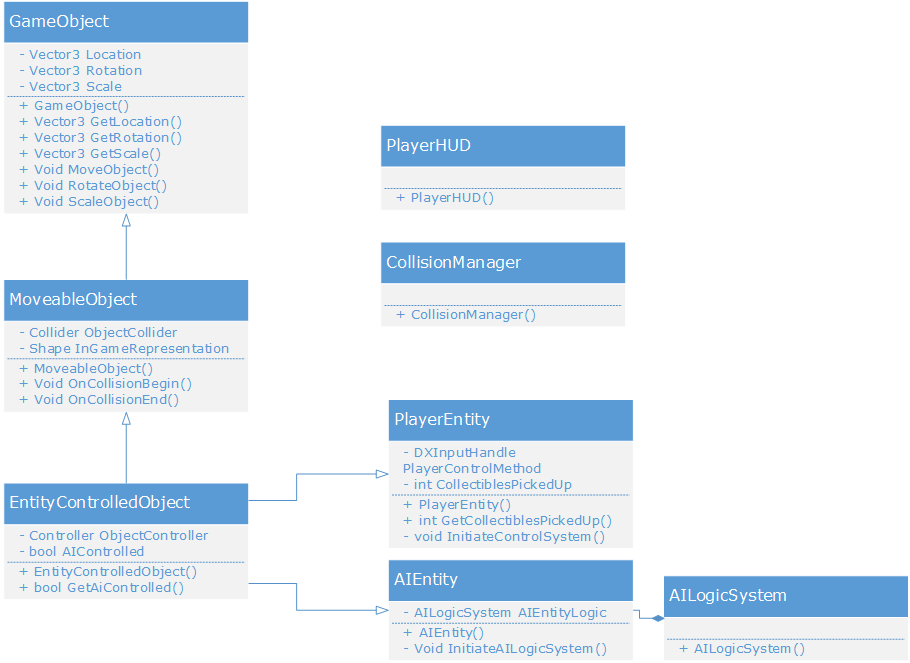 GameObject
- Vector3 Location
- Vector3 Rotation
- Vector3 Scale
+ GameObject()
+ Vector3 GetLocation()
+ Vector3 GetRotation()
+ Vector3 GetScale()
+ Void MoveObject()
+ Void RotateObject()
+ Void ScaleObject()
MoveableObject
- Collider ObjectCollider
- Shape InGameRepresentation
+ MoveableObject()
+ Void OnCollisionBegin()
+ Void OnCollisionEnd()
EntityControlledObject
- Controller ObjectController
- bool AIControlled
+ EntityControlledObject()
+ bool GetAiControlled()
PlayerHUD
+ PlayerHUD()
CollisionManager
+ CollisionManager()
PlayerEntity
- DXInputHandle
PlayerControlMethod
- int CollectiblesPickedUp
+ PlayerEntity()
+ int GetCollectiblesPickedUp()
- void InitiateControlSystem()
AIEntity
- AILogicSystem AIEntityLogic
+ AIEntity()
- Void InitiateAILogicSystem()
AILogicSystem
+ AILogicSystem()